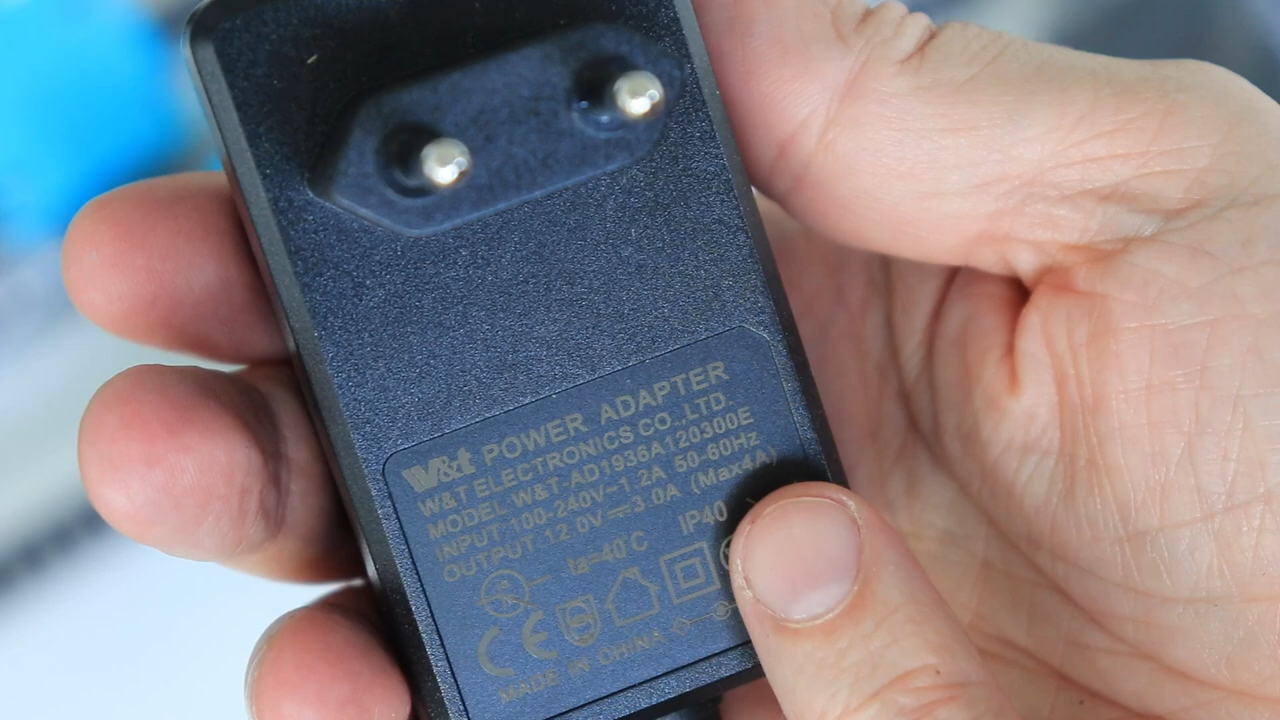 W&t POWER ADAPTER
W&T ELECTRONICS CO.,LTD.
MODEL W&T-AD1936A120300E
INPUT:100-240V~1.2A 50-60Hz
OUTPUT 12.0V⎓3.0A (Max4A)
ta=40°C IP40
CE
MADE IN CHINA